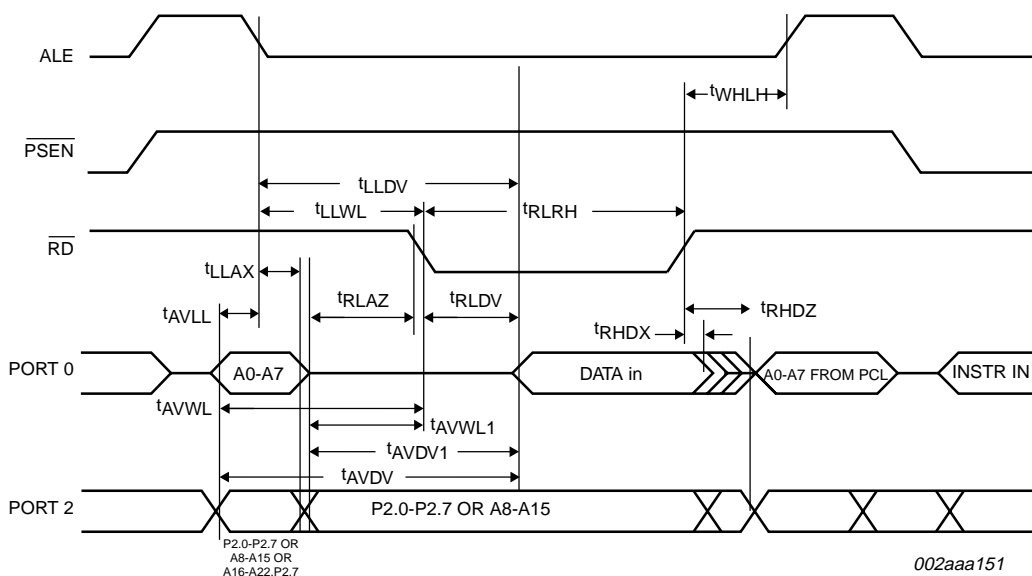 ALE
tWHLH
PSEN
tLLDV
tLLWL
tRLRH
RD
tLLAX
tRLAZ
tRLDV
tAVLL
tRHDZ
tRHDX
PORT 0
A0-A7
DATA in
A0-A7 FROM PCL
INSTR IN
tAVWL
tAVWL1
tAVDV1
tAVDV
PORT 2
P2.0-P2.7 OR A8-A15
P2.0-P2.7 OR
A8-A15 OR
A16-A22,P2.7
002aaa151